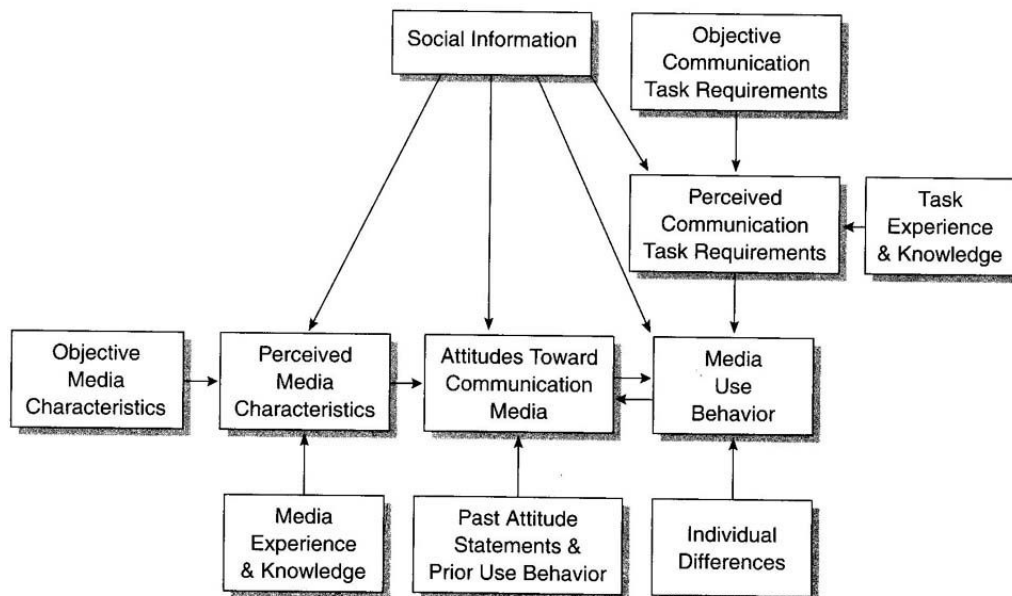 Social Information
Objective
Communication
Task Requirements
Perceived
Communication
Task Requirements
Task
Experience
& Knowledge
Objective
Media
Characteristics
Perceived
Media
Characteristics
Attitudes Toward
Communication
Media
Media
Use
Behavior
Media
Experience
& Knowledge
Past Attitude
Statements &
Prior Use Behavior
Individual
Differences